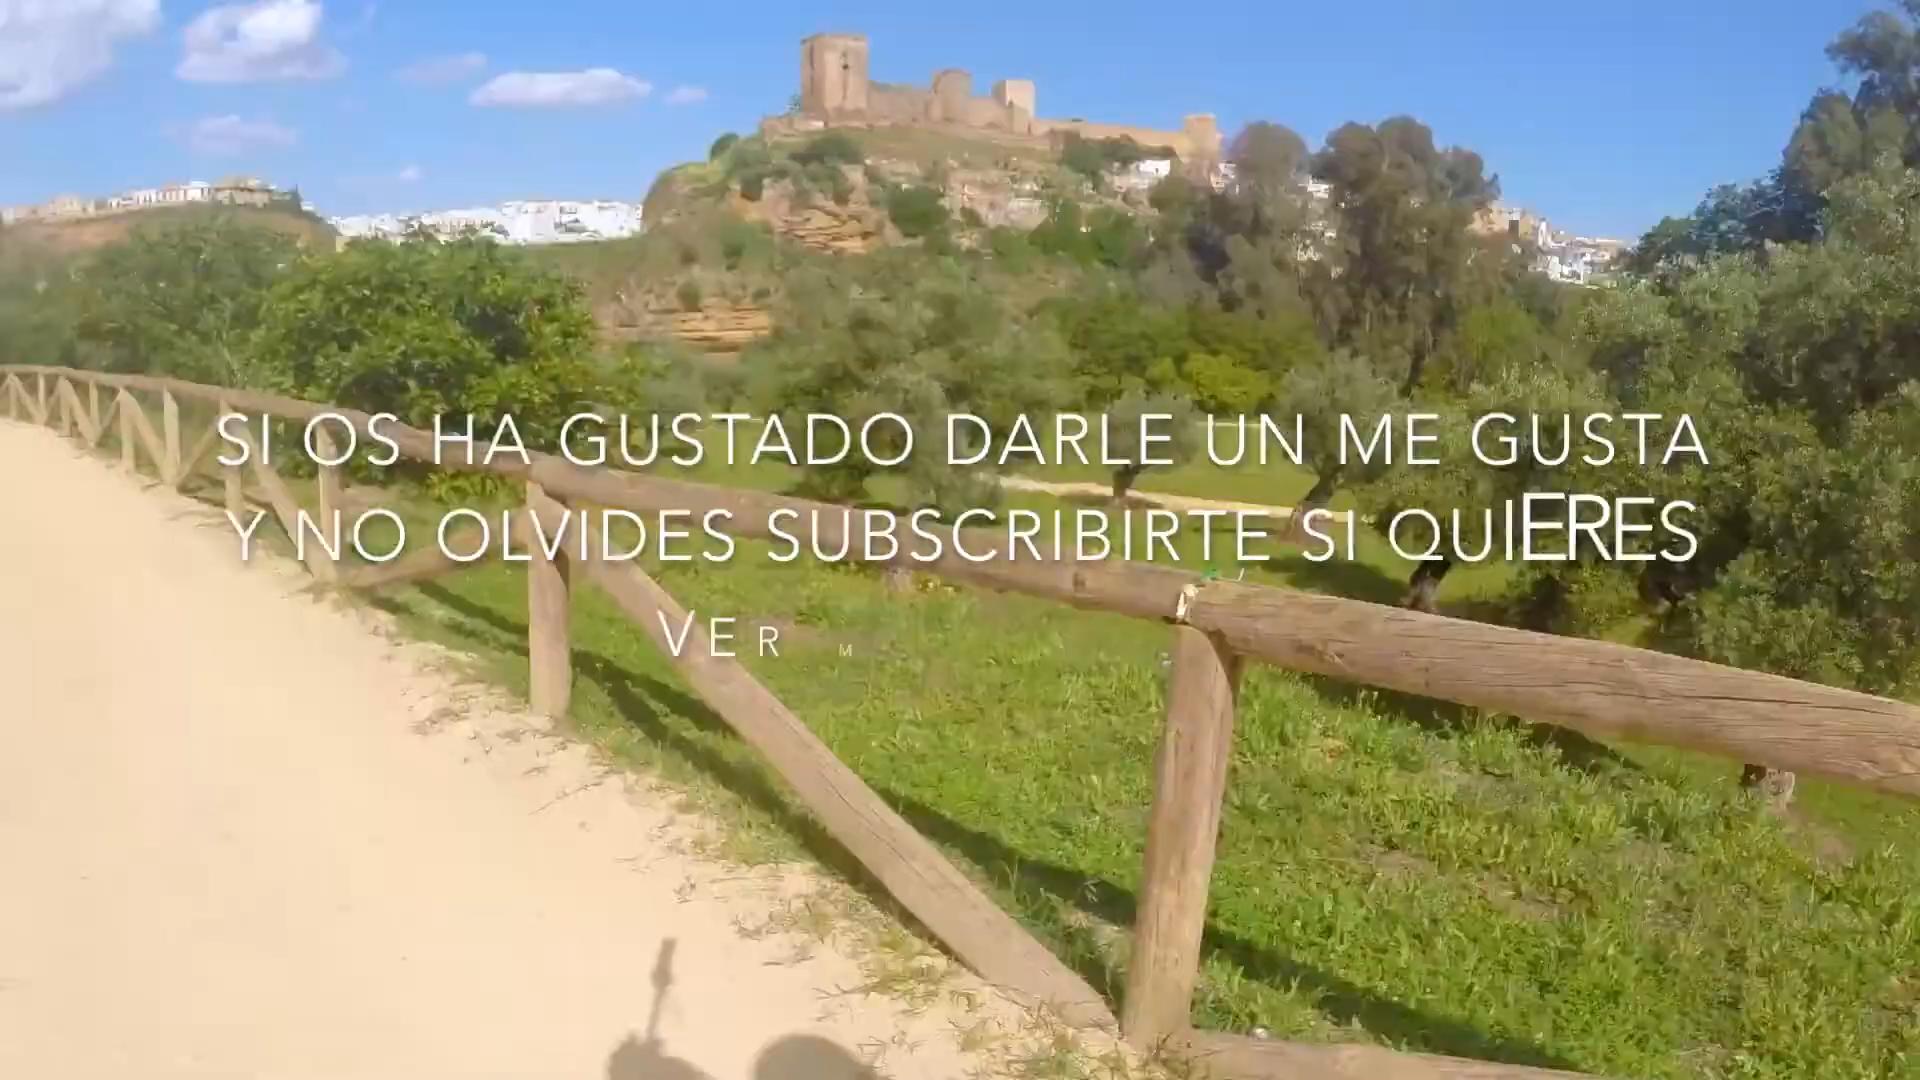 SI OS HA GUSTADO DARLE UN ME GUSTA
Y NO OLVIDES SUBSCRIBIRTE SI QUIERES
VER M